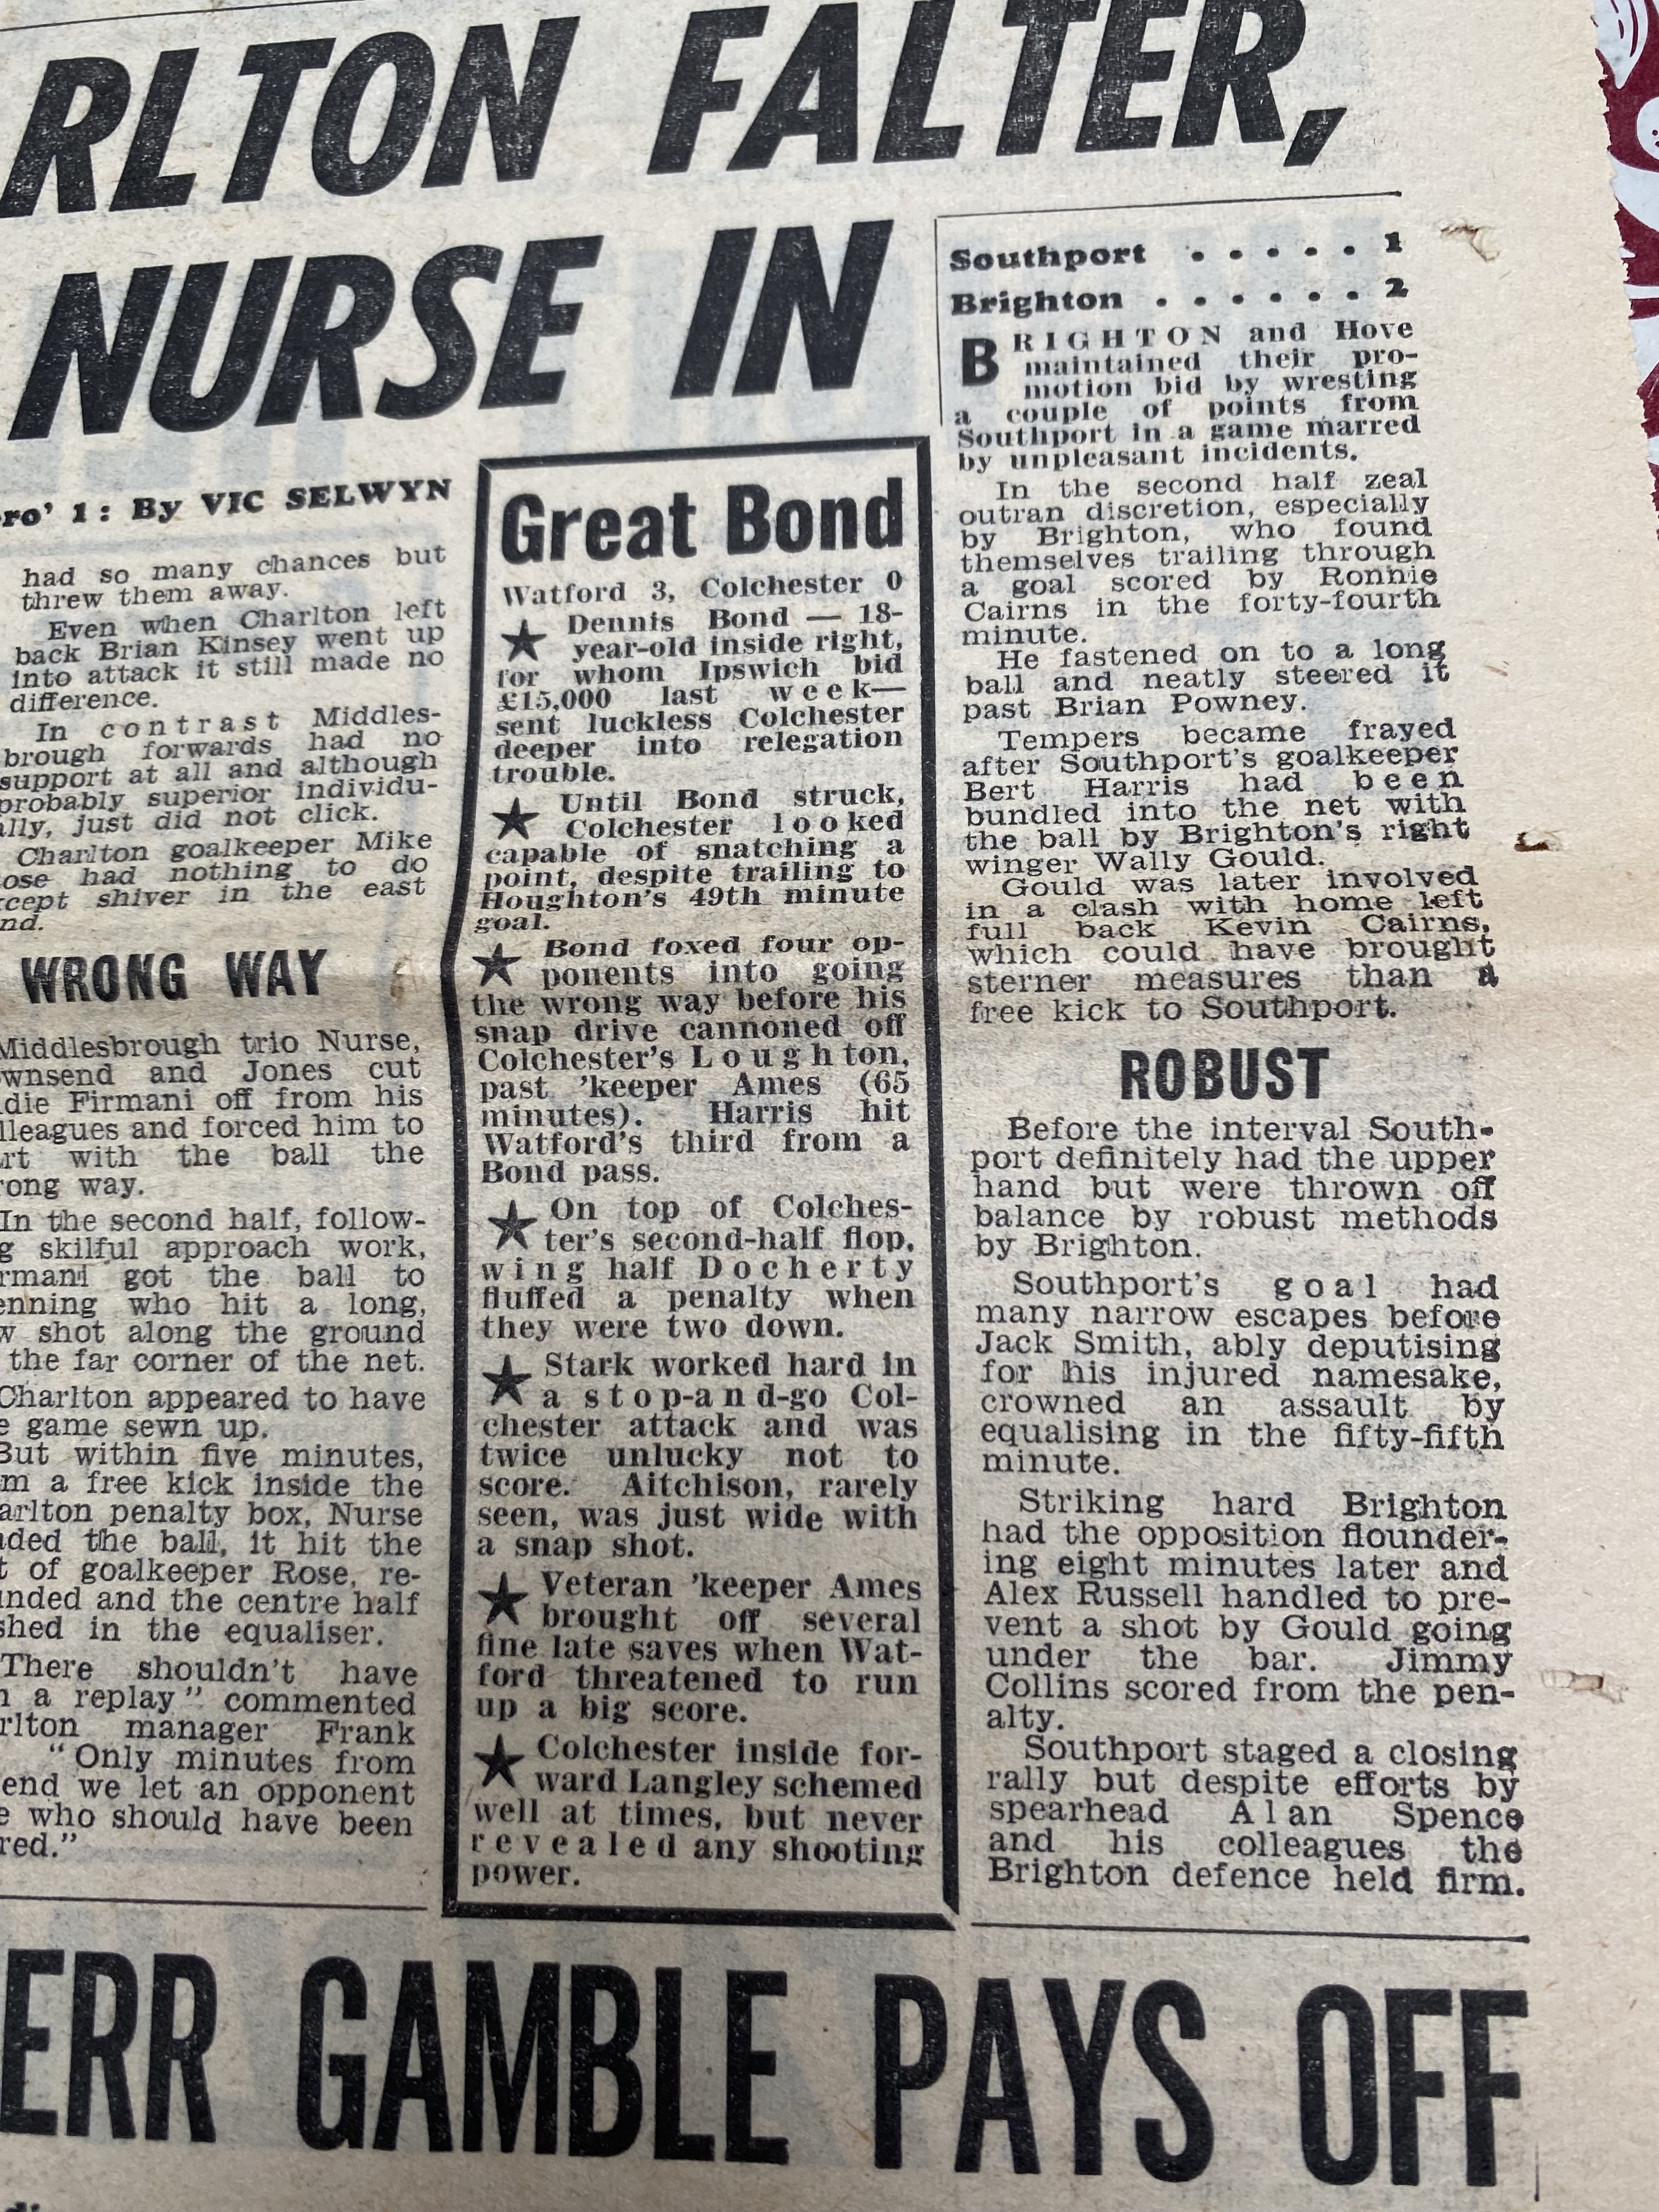 RLTON FALTER,
NURSE IN
ro' 1: By VIC SELWYN
had so many chances but
threw them away.
Even when Charlton left
back Brian Kinsey went up
into attack it still made no
difference.
In contrast Middles-
brough forwards had no
support at all and although
probably superior individu-
ally, just did not click.
Charlton goalkeeper Mike
ose had nothing to do
xcept shiver in the east
nd.
WRONG WAY
Middlesbrough trio Nurse,
wnsend and Jones cut
die Firmani off from his
lleagues and forced him to
rt with the ball the
rong way.
In the second half, follow-
g skilful approach work,
rmani got the ball to
enning who hit a long,
w shot along the ground
the far corner of the net.
Charlton appeared to have
e game sewn up.
But within five minutes,
m a free kick inside the
arlton penalty box, Nurse
ded the ball, it hit the
t of goalkeeper Rose, re-
unded and the centre half
shed in the equaliser.
There shouldn't have
n a replay" commented
rlton manager Frank
"Only minutes from
end we let an opponent
e who should have been
red."
Great Bond
Watford 3, Colchester 0
★ Dennis Bond — 18-
year-old inside right,
for whom Ipswich bid
£15,000 last week—
sent luckless Colchester
deeper into relegation
trouble.
★ Until Bond struck,
Colchester looked
capable of snatching a
point, despite trailing to
Houghton's 49th minute
goal.
★ Bond foxed four op-
ponents into going
the wrong way before his
snap drive cannoned off
Colchester's Loughton,
past 'keeper Ames (65
minutes). Harris hit
Watford's third from a
Bond pass.
★ On top of Colches-
ter's second-half flop,
wing half Docherty
fluffed a penalty when
they were two down.
★ Stark worked hard in
a stop-and-go Col-
chester attack and was
twice unlucky not to
score. Aitchison, rarely
seen, was just wide with
a snap shot.
★ Veteran 'keeper Ames
brought off several
fine late saves when Wat-
ford threatened to run
up a big score.
★ Colchester inside for-
ward Langley schemed
well at times, but never
revealed any shooting
power.
Southport . . . . . 1
Brighton . . . . . . 2
BRIGHTON and Hove
maintained their pro-
motion bid by wresting
a couple of points from
Southport in a game marred
by unpleasant incidents.
In the second half zeal
outran discretion, especially
by Brighton, who found
themselves trailing through
a goal scored by Ronnie
Cairns in the forty-fourth
minute.
He fastened on to a long
ball and neatly steered it
past Brian Powney.
Tempers became frayed
after Southport's goalkeeper
Bert Harris had been
bundled into the net with
the ball by Brighton's right
winger Wally Gould.
Gould was later involved
in a clash with home left
full back Kevin Cairns,
which could have brought
sterner measures than a
free kick to Southport.
ROBUST
Before the interval South-
port definitely had the upper
hand but were thrown off
balance by robust methods
by Brighton.
Southport's goal had
many narrow escapes before
Jack Smith, ably deputising
for his injured namesake,
crowned an assault by
equalising in the fifty-fifth
minute.
Striking hard Brighton
had the opposition flounder-
ing eight minutes later and
Alex Russell handled to pre-
vent a shot by Gould going
under the bar. Jimmy
Collins scored from the pen-
alty.
Southport staged a closing
rally but despite efforts by
spearhead Alan Spence
and his colleagues the
Brighton defence held firm.
ERR GAMBLE PAYS OFF